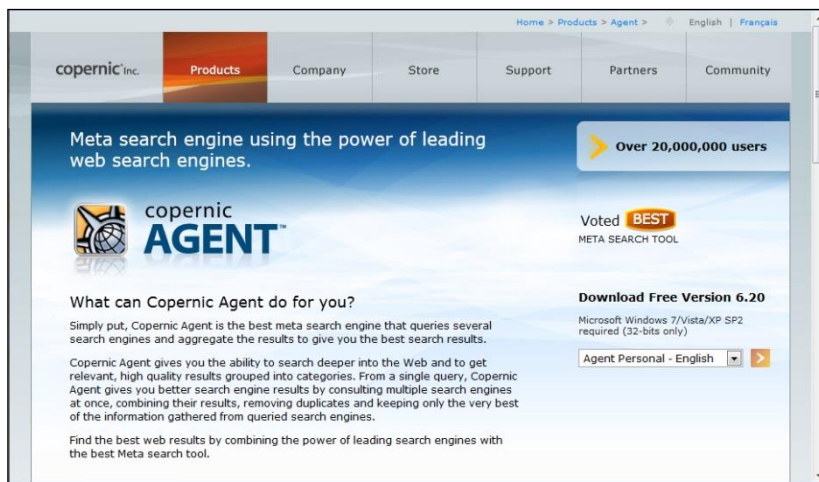 Home > Products > Agent > English | Français
copernic Inc. Products Company Store Support Partners Community
Meta search engine using the power of leading
web search engines.
Over 20,000,000 users
copernic
AGENT™
Voted BEST
META SEARCH TOOL
What can Copernic Agent do for you?
Simply put, Copernic Agent is the best meta search engine that queries several
search engines and aggregate the results to give you the best search results.
Copernic Agent gives you the ability to search deeper into the Web and to get
relevant, high quality results grouped into categories. From a single query, Copernic
Agent gives you better search engine results by consulting multiple search engines
at once, combining their results, removing duplicates and keeping only the very best
of the information gathered from queried search engines.
Find the best web results by combining the power of leading search engines with
the best Meta search tool.
Download Free Version 6.20
Microsoft Windows 7/Vista/XP SP2
required (32-bits only)
Agent Personal - English